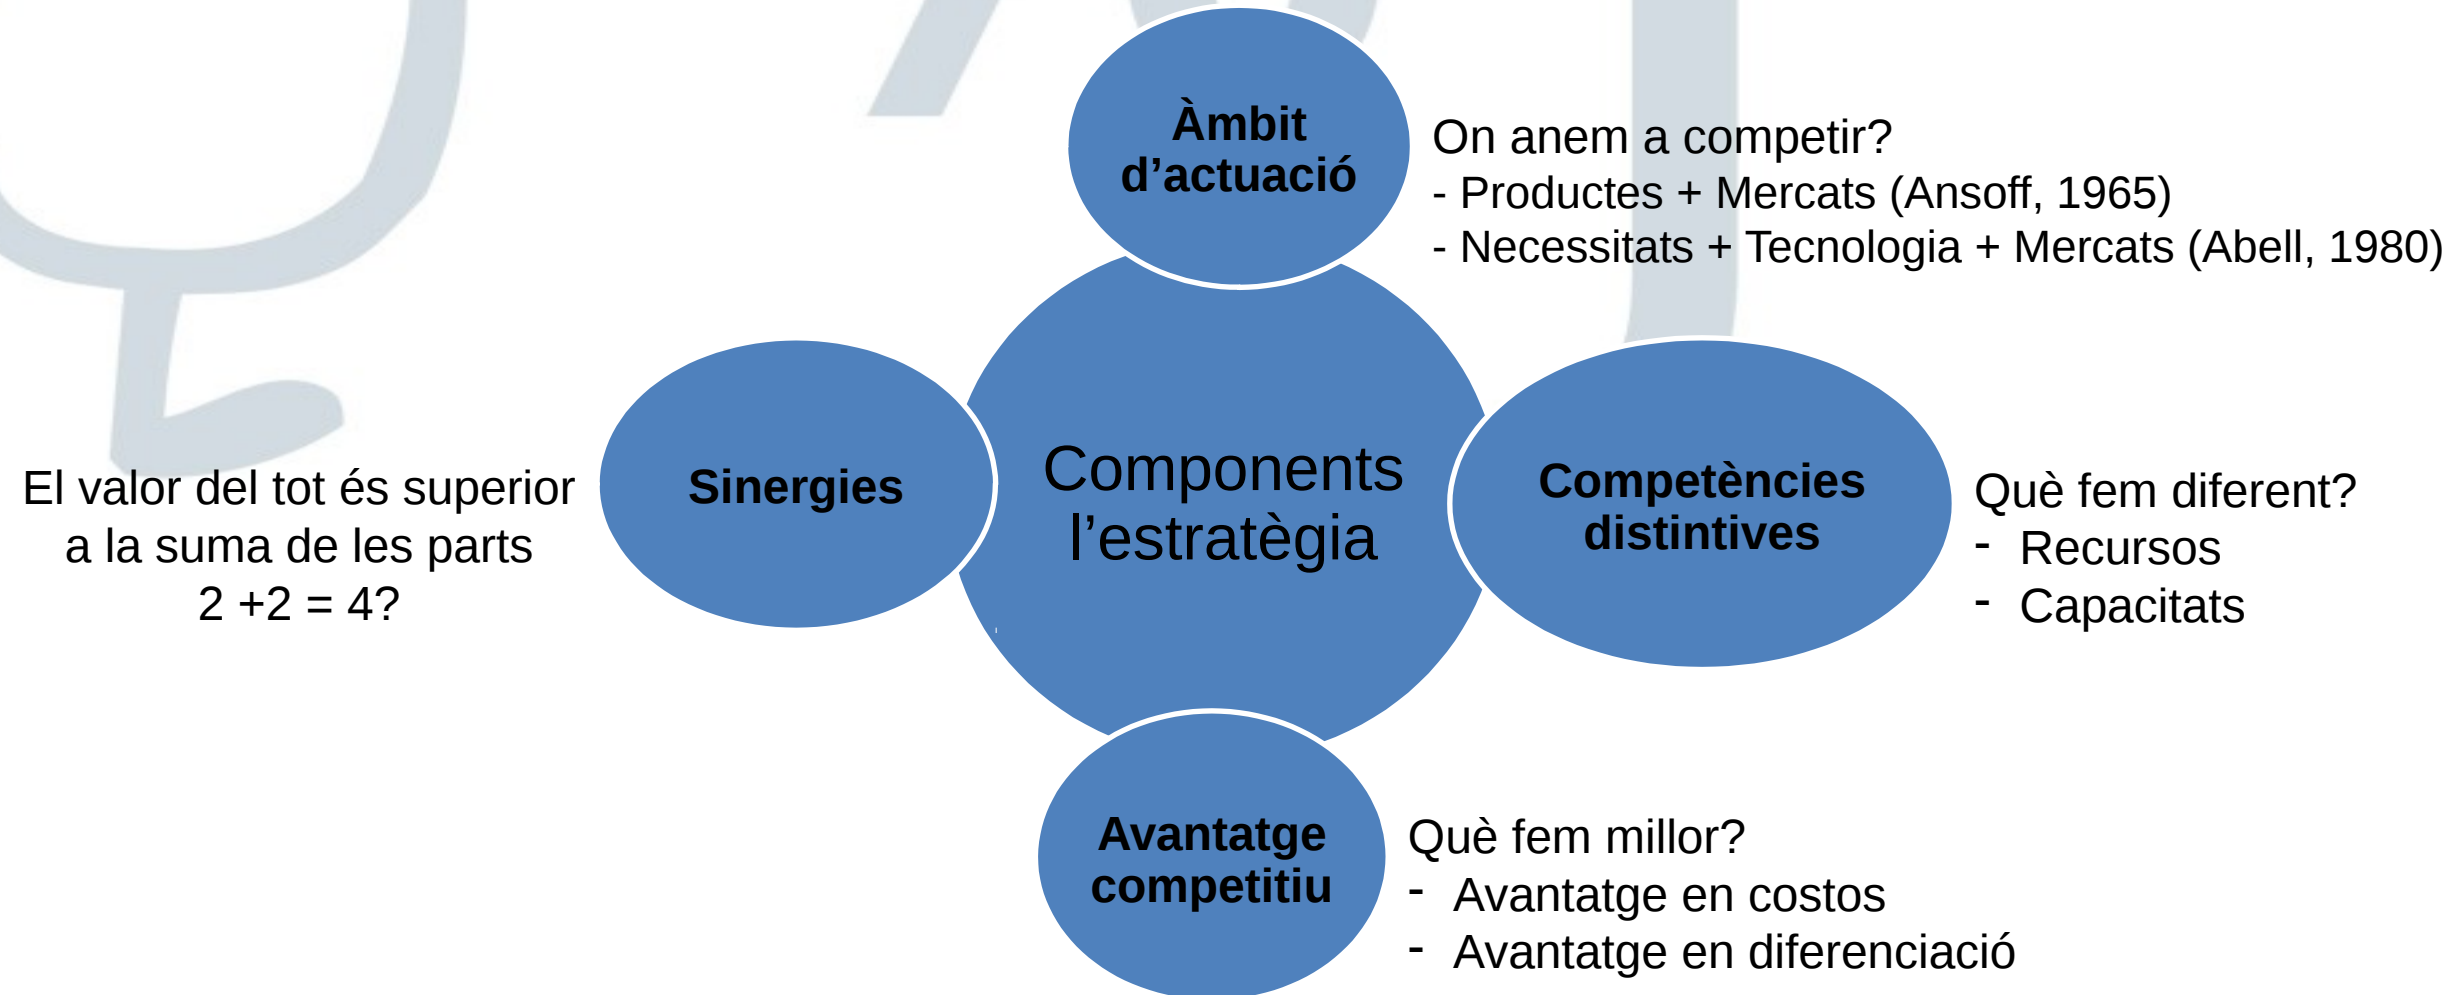 Àmbit
d’actuació
On anem a competir?
- Productes + Mercats (Ansoff, 1965)
- Necessitats + Tecnologia + Mercats (Abell, 1980)
El valor del tot és superior
a la suma de les parts
2 +2 = 4?
Sinergies
Components
l’estratègia
Competències
distintives
Què fem diferent?
- Recursos
- Capacitats
Avantatge
competitiu
Què fem millor?
- Avantatge en costos
- Avantatge en diferenciació